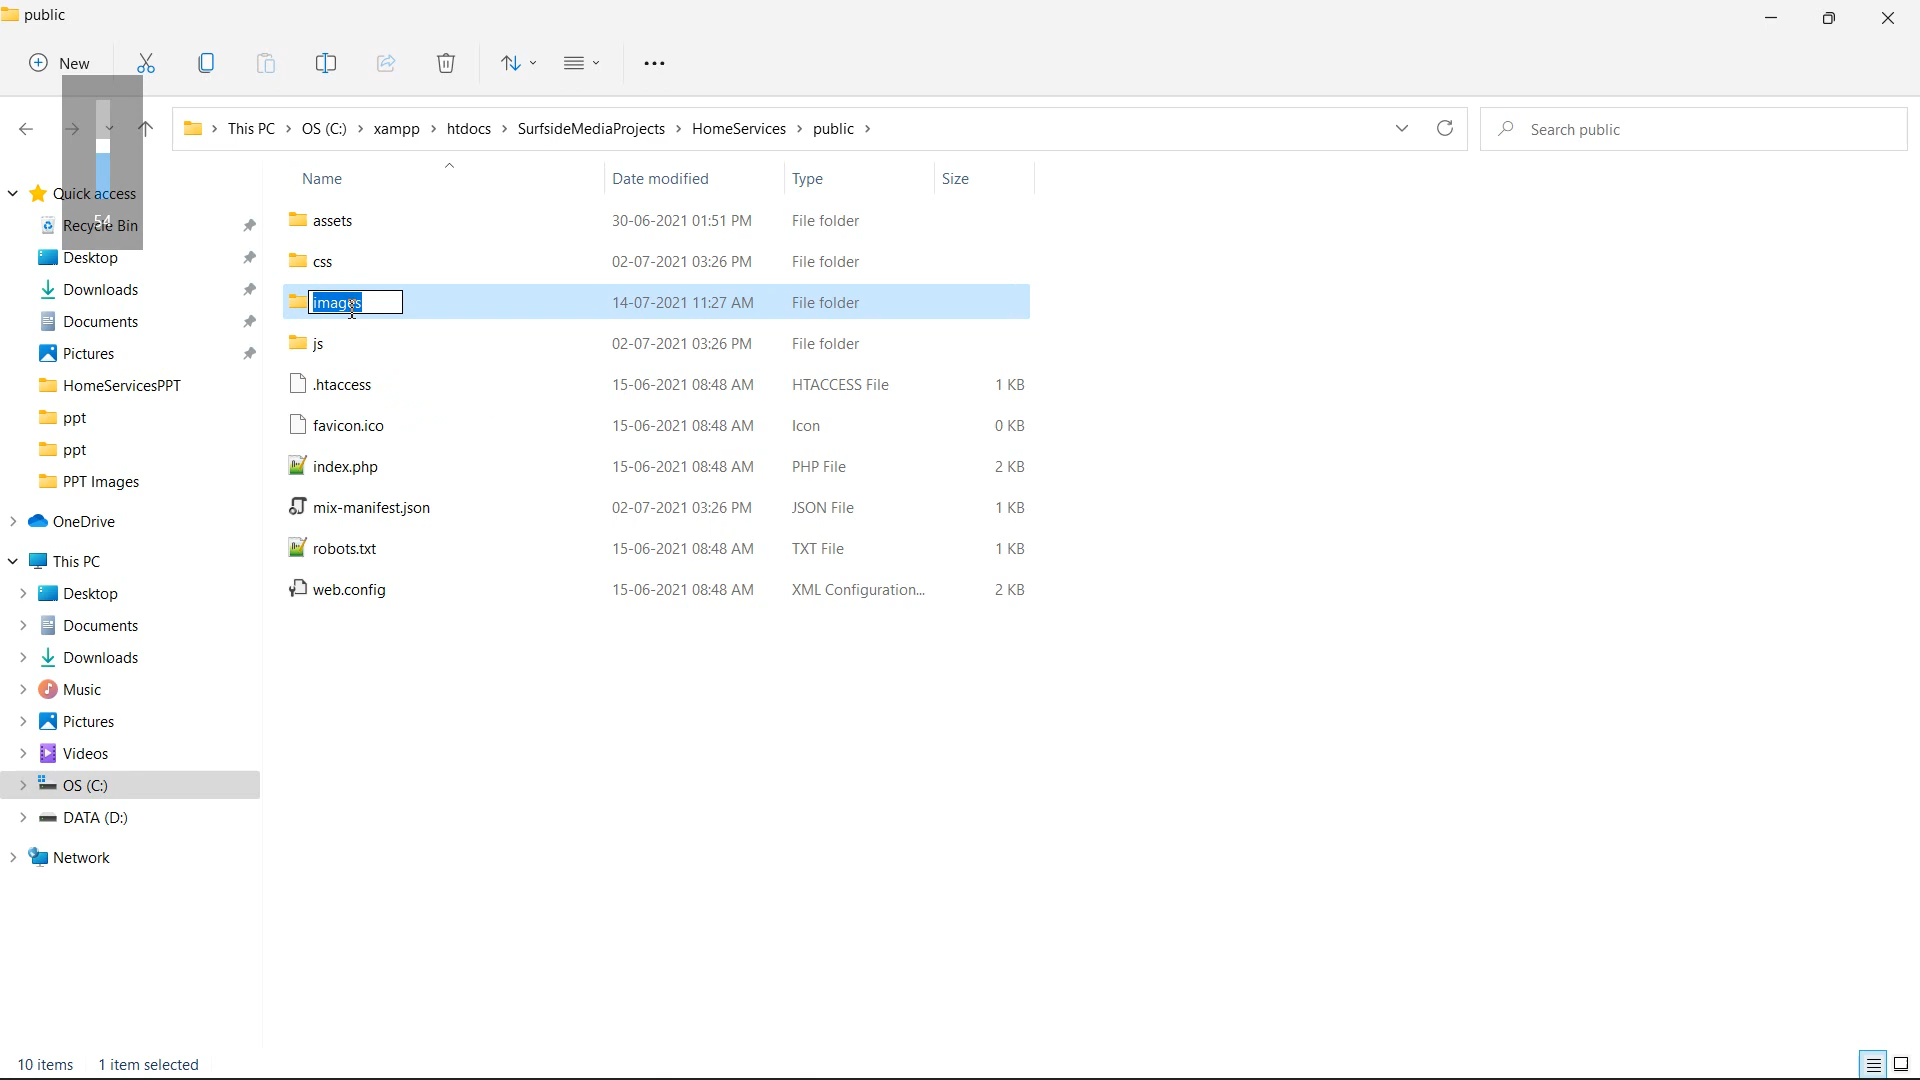 public
New
This PC > OS (C:) > xampp > htdocs > SurfsideMediaProjects > HomeServices > public >
Search public
Name Date modified Type Size
Quick access
Recycle Bin
54
Desktop
Downloads
Documents
Pictures
HomeServicesPPT
ppt
ppt
PPT Images
OneDrive
This PC
Desktop
Documents
Downloads
Music
Pictures
Videos
OS (C:)
DATA (D:)
Network
assets 30-06-2021 01:51 PM File folder
css 02-07-2021 03:26 PM File folder
images 14-07-2021 11:27 AM File folder
js 02-07-2021 03:26 PM File folder
.htaccess 15-06-2021 08:48 AM HTACCESS File 1 KB
favicon.ico 15-06-2021 08:48 AM Icon 0 KB
index.php 15-06-2021 08:48 AM PHP File 2 KB
mix-manifest.json 02-07-2021 03:26 PM JSON File 1 KB
robots.txt 15-06-2021 08:48 AM TXT File 1 KB
web.config 15-06-2021 08:48 AM XML Configuration... 2 KB
10 items 1 item selected